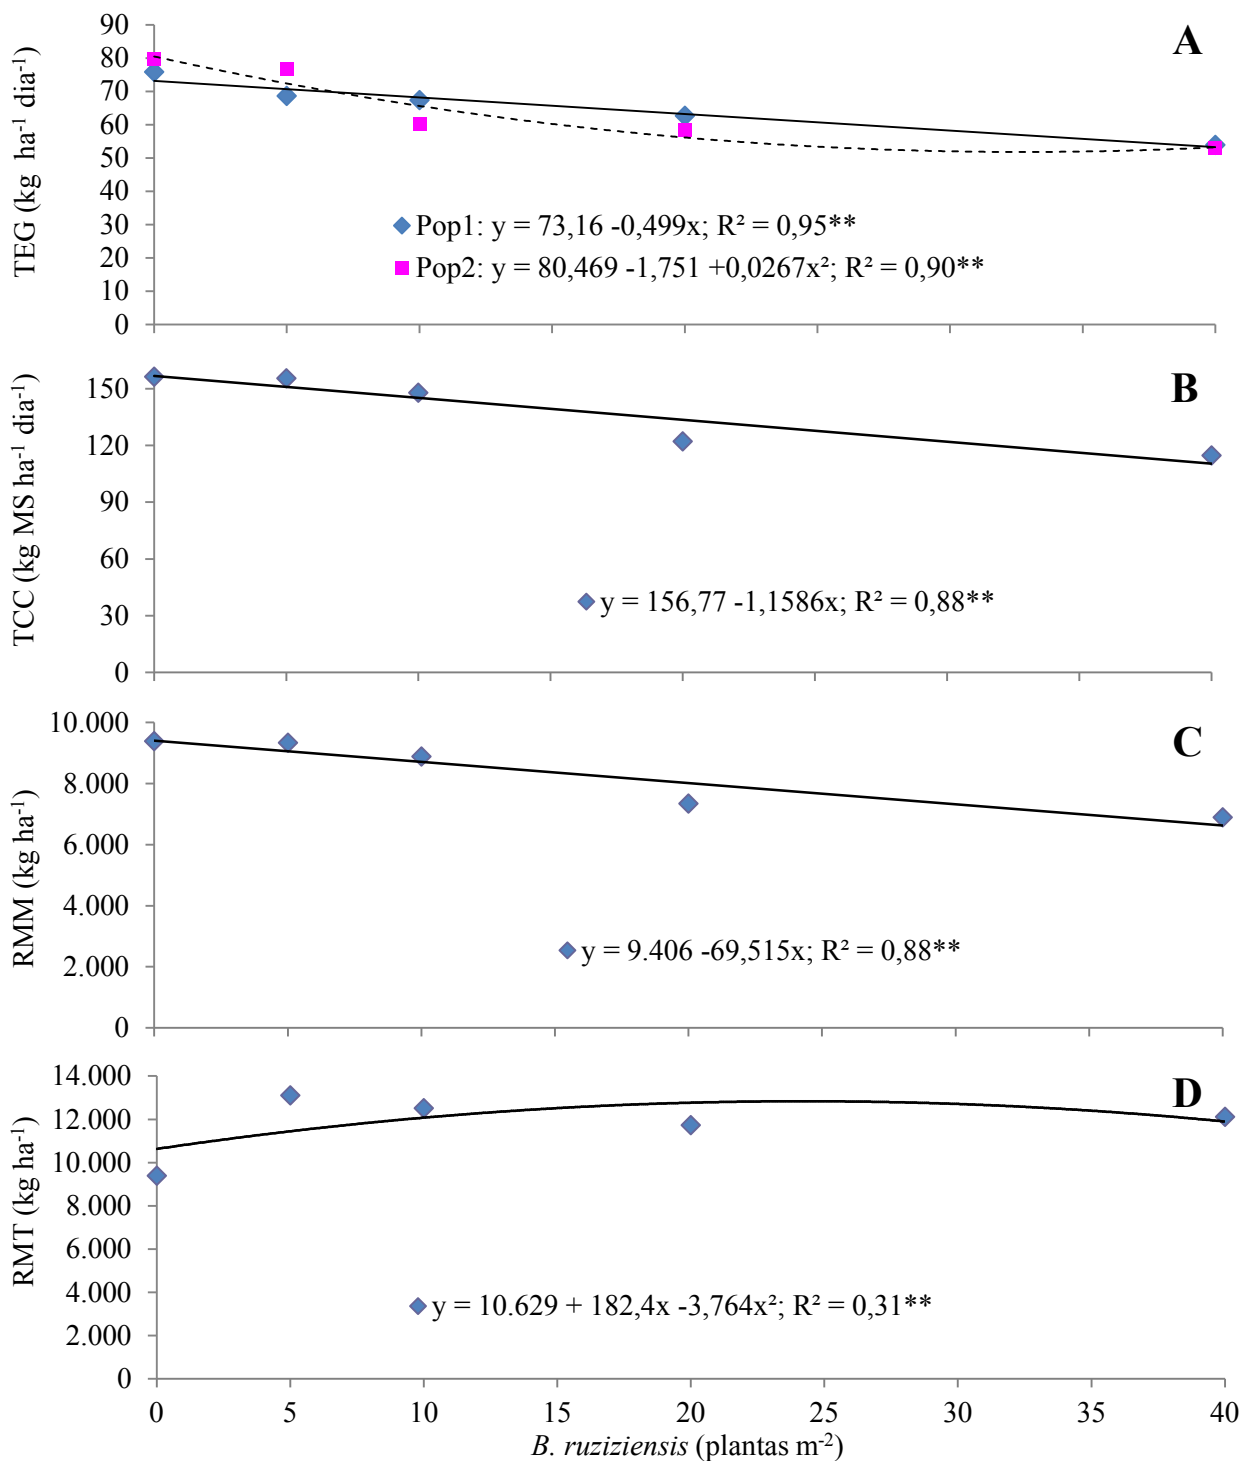 A
TEG (kg ha⁻¹ dia⁻¹)
90
80
70
60
50
40
30
20
10
0
Pop1: y = 73,16 -0,499x; R² = 0,95**
Pop2: y = 80,469 -1,751 +0,0267x²; R² = 0,90**
B
TCC (kg MS ha⁻¹ dia⁻¹)
150
120
90
60
30
0
y = 156,77 -1,1586x; R² = 0,88**
C
RMM (kg ha⁻¹)
10.000
8.000
6.000
4.000
2.000
0
y = 9.406 -69,515x; R² = 0,88**
D
RMT (kg ha⁻¹)
14.000
12.000
10.000
8.000
6.000
4.000
2.000
0
y = 10.629 + 182,4x -3,764x²; R² = 0,31**
0 5 10 15 20 25 30 35 40
B. ruziziensis (plantas m⁻²)